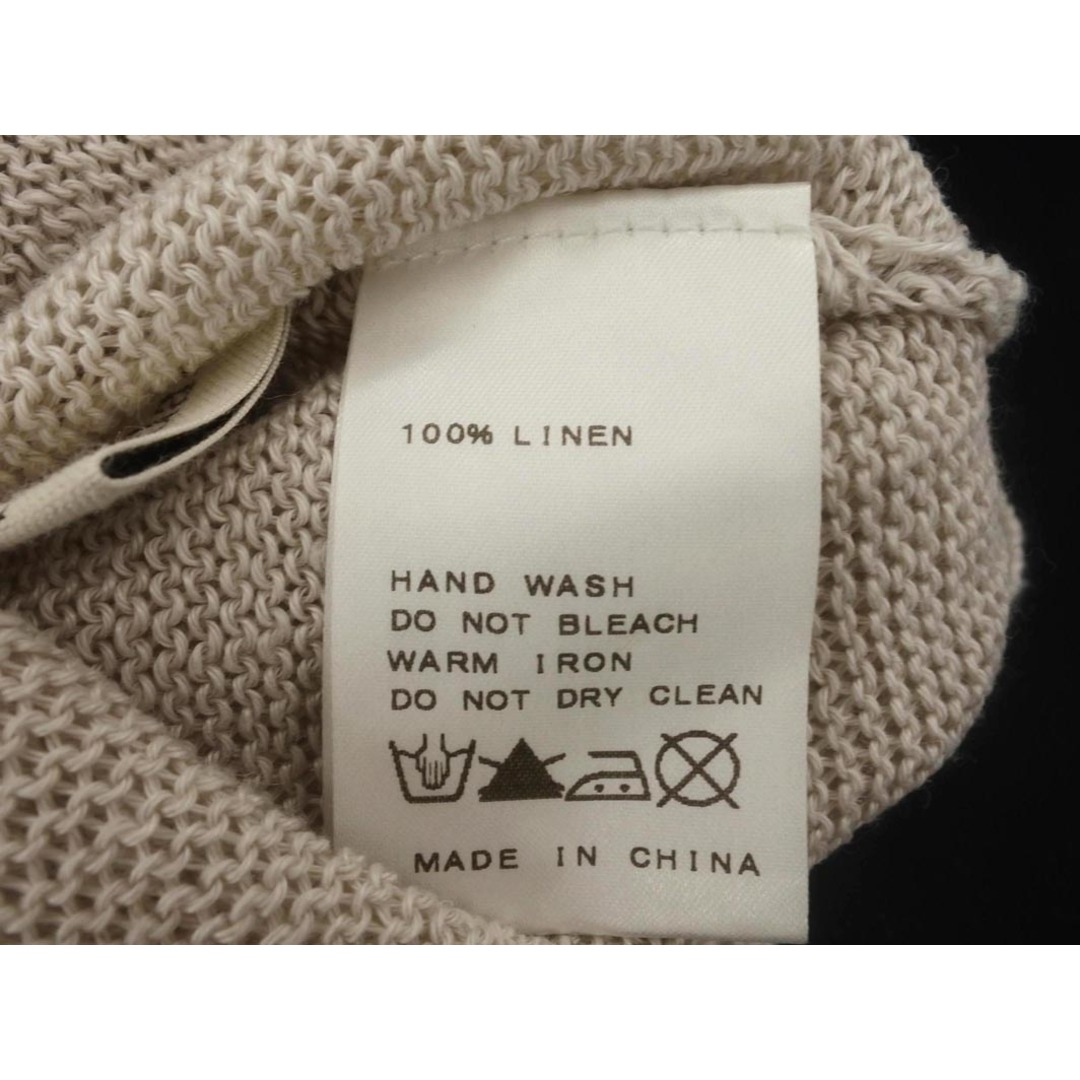 100% LINEN
HAND WASH
DO NOT BLEACH
WARM IRON
DO NOT DRY CLEAN
MADE IN CHINA